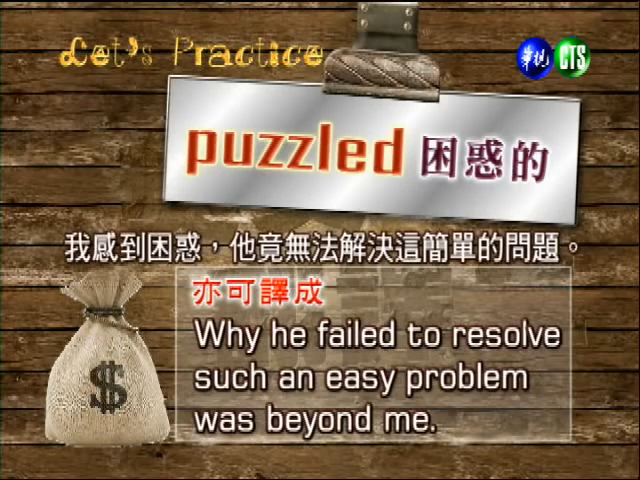 Let's Practice
華視 CTS
puzzled 困惑的
我感到困惑，他竟無法解決這簡單的問題。
亦可譯成
Why he failed to resolve
such an easy problem
was beyond me.
$